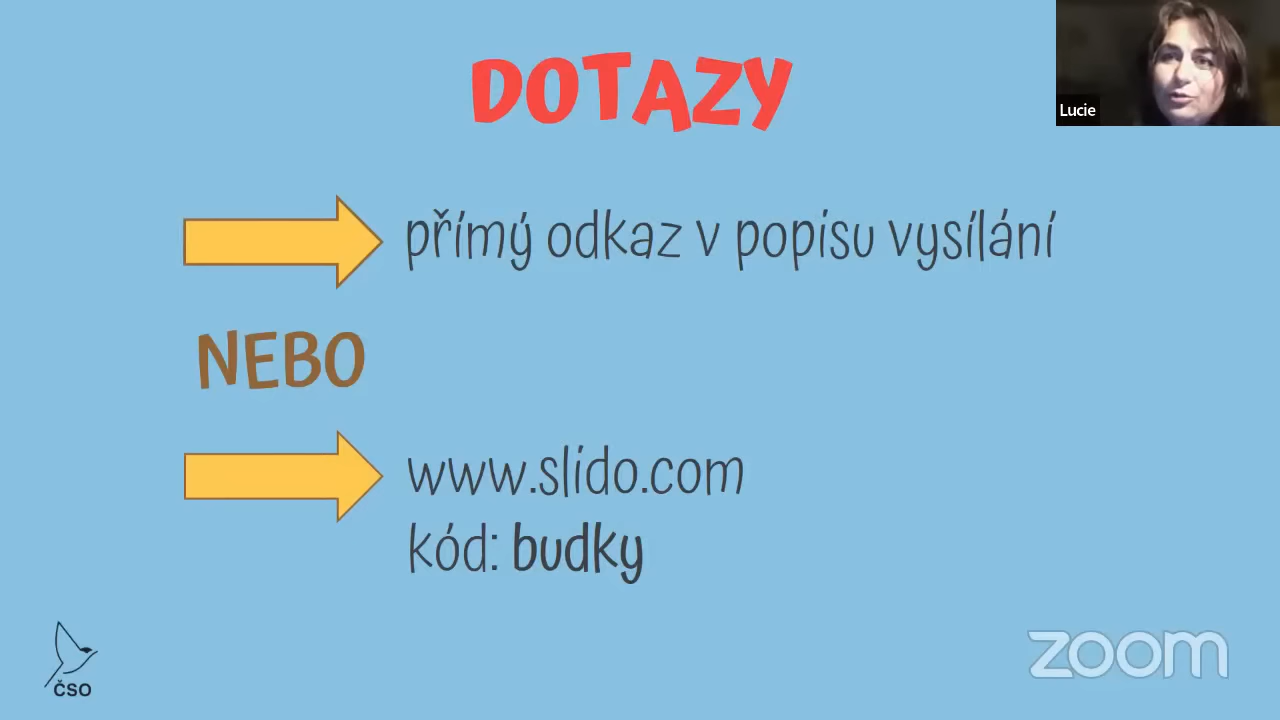 DOTAZY
Lucie
přímý odkaz v popisu vysílání
NEBO
www.slido.com
kód: budky
ČSO
zoom